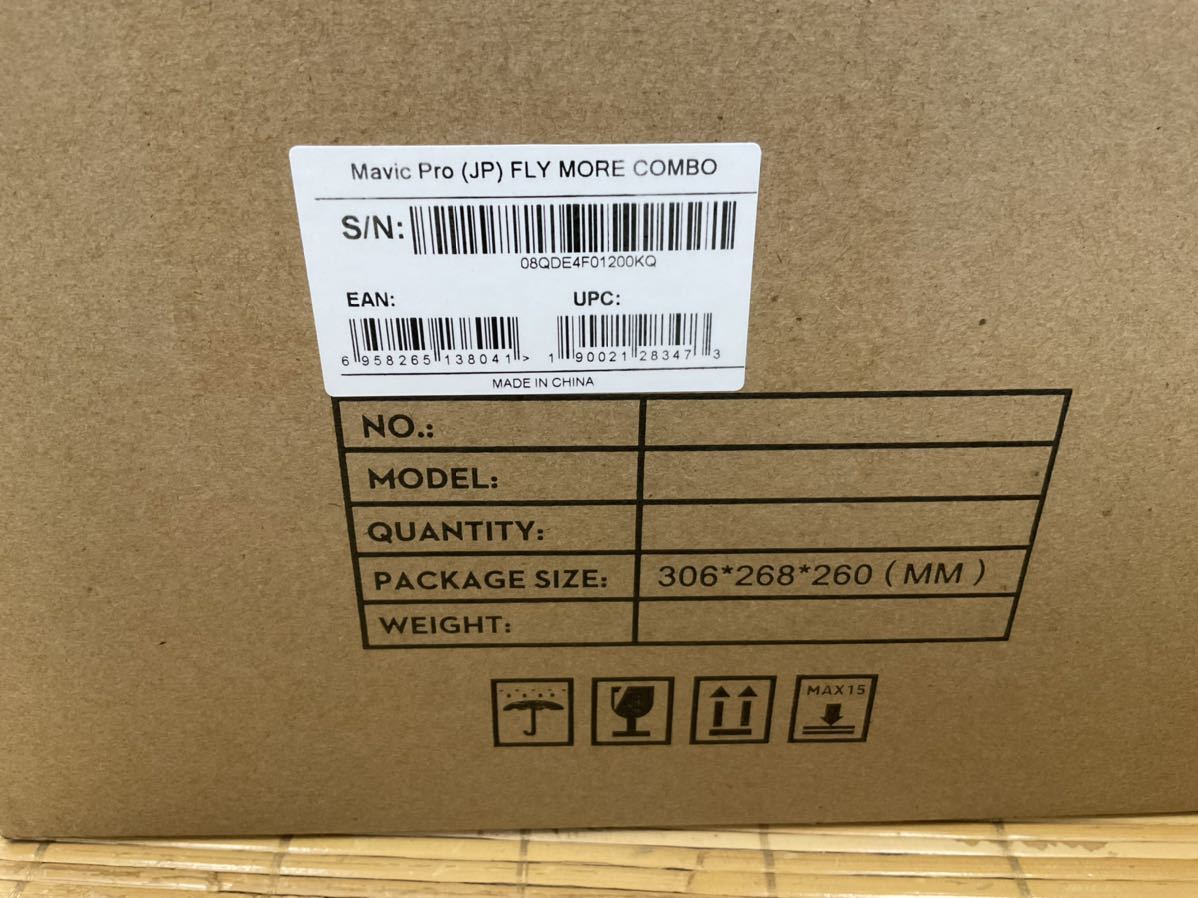 Mavic Pro (JP) FLY MORE COMBO
S/N:
08QDE4F01200KQ
EAN: UPC:
6 958265 138041 > 1 90021 28347 3
MADE IN CHINA
NO.:
MODEL:
QUANTITY:
PACKAGE SIZE: 306*268*260 (MM)
WEIGHT:
MAX15